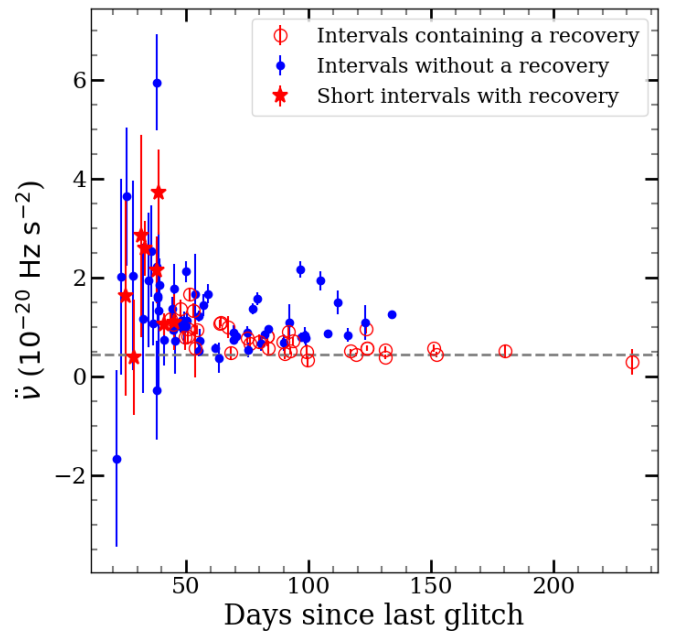 Intervals containing a recovery
Intervals without a recovery
Short intervals with recovery
6
4
2
0
−2
ν̈ (10⁻²⁰ Hz s⁻²)
50
100
150
200
Days since last glitch